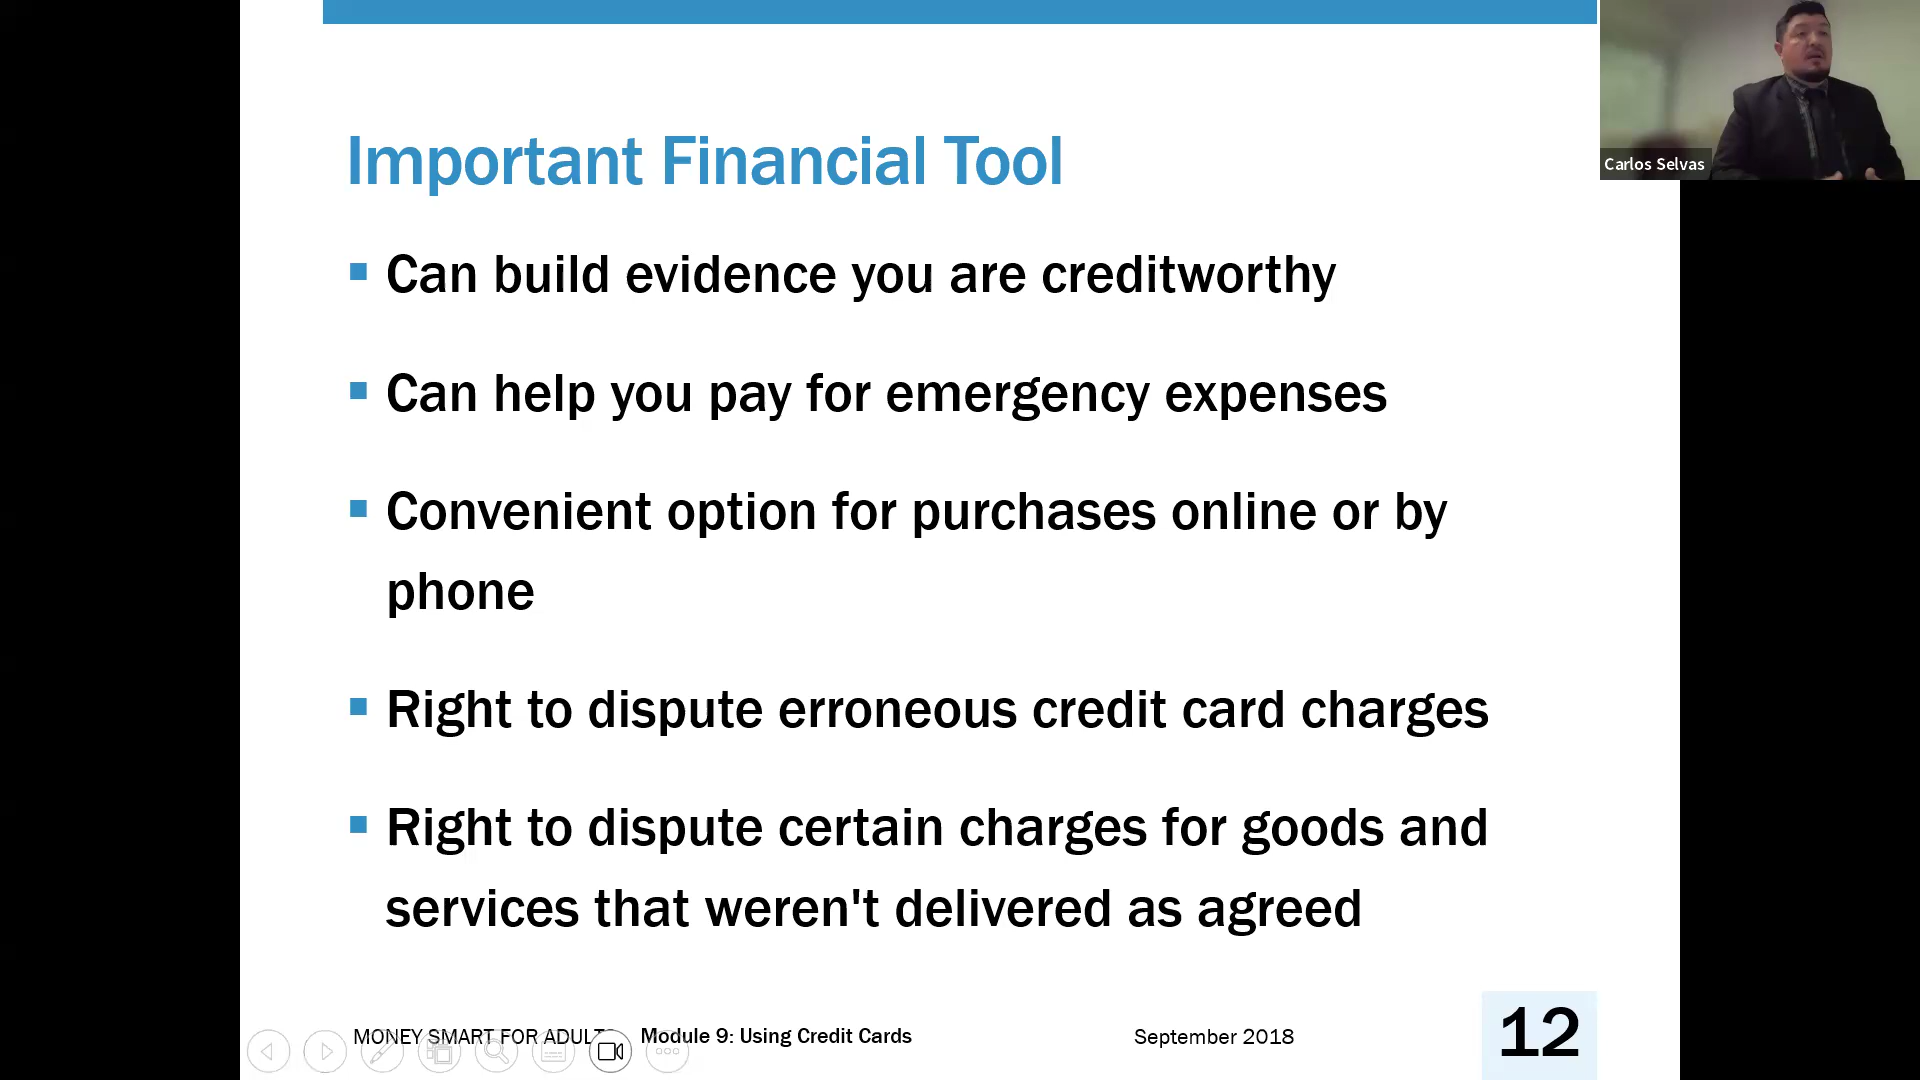 Important Financial Tool
Can build evidence you are creditworthy
Can help you pay for emergency expenses
Convenient option for purchases online or by
phone
Right to dispute erroneous credit card charges
Right to dispute certain charges for goods and
services that weren't delivered as agreed
MONEY SMART FOR ADULTS Module 9: Using Credit Cards September 2018 12
Carlos Selvas